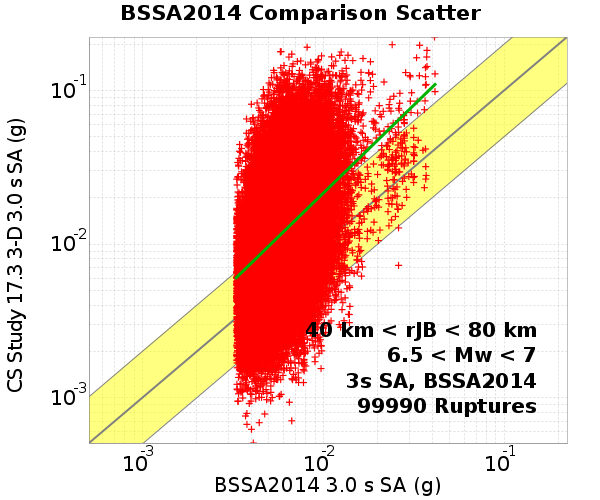 BSSA2014 Comparison Scatter
CS Study 17.3 3-D 3.0 s SA (g)
10-1
10-2
10-3
40 km < rJB < 80 km
6.5 < Mw < 7
3s SA, BSSA2014
99990 Ruptures
10-3 10-2 10-1
BSSA2014 3.0 s SA (g)